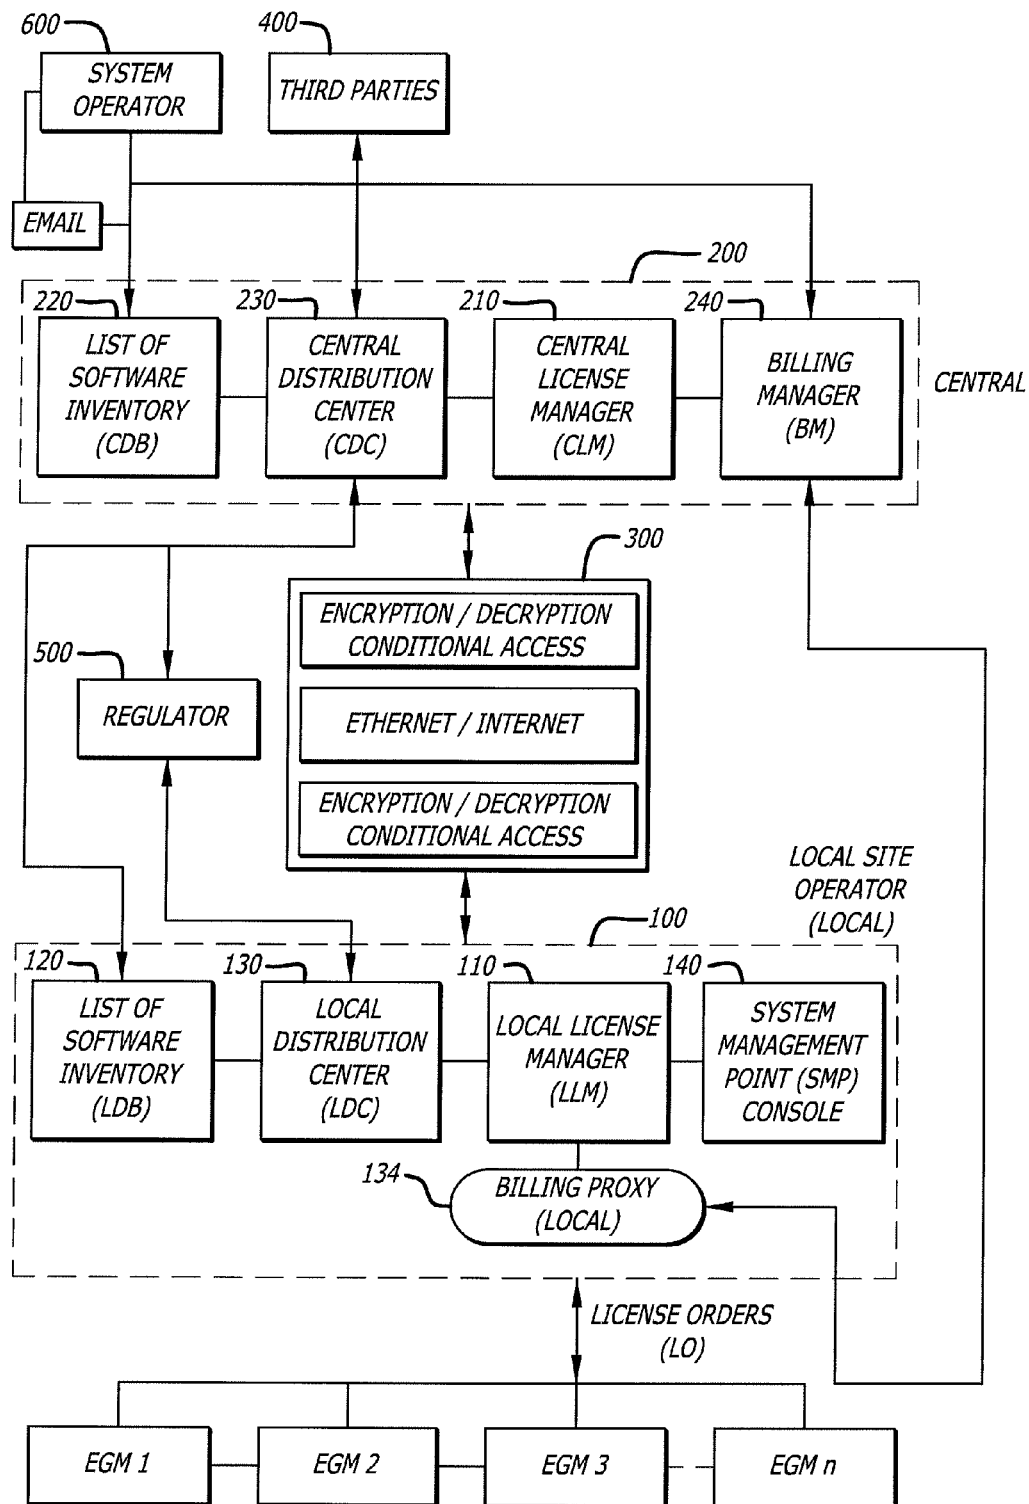 600
SYSTEM
OPERATOR
400
THIRD PARTIES
EMAIL
200
220
LIST OF
SOFTWARE
INVENTORY
(CDB)
230
CENTRAL
DISTRIBUTION
CENTER
(CDC)
210
CENTRAL
LICENSE
MANAGER
(CLM)
240
BILLING
MANAGER
(BM)
CENTRAL
300
ENCRYPTION / DECRYPTION
CONDITIONAL ACCESS
ETHERNET / INTERNET
ENCRYPTION / DECRYPTION
CONDITIONAL ACCESS
500
REGULATOR
LOCAL SITE
OPERATOR
(LOCAL)
100
120
LIST OF
SOFTWARE
INVENTORY
(LDB)
130
LOCAL
DISTRIBUTION
CENTER
(LDC)
110
LOCAL LICENSE
MANAGER
(LLM)
140
SYSTEM
MANAGEMENT
POINT (SMP)
CONSOLE
134
BILLING PROXY
(LOCAL)
LICENSE ORDERS
(LO)
EGM 1
EGM 2
EGM 3
EGM n